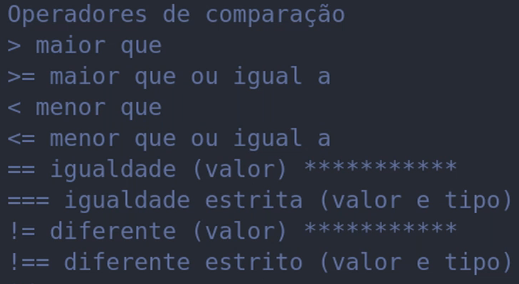 Operadores de comparação
> maior que
>= maior que ou igual a
< menor que
<= menor que ou igual a
== igualdade (valor) ***********
=== igualdade estrita (valor e tipo)
!= diferente (valor) ***********
!== diferente estrito (valor e tipo)